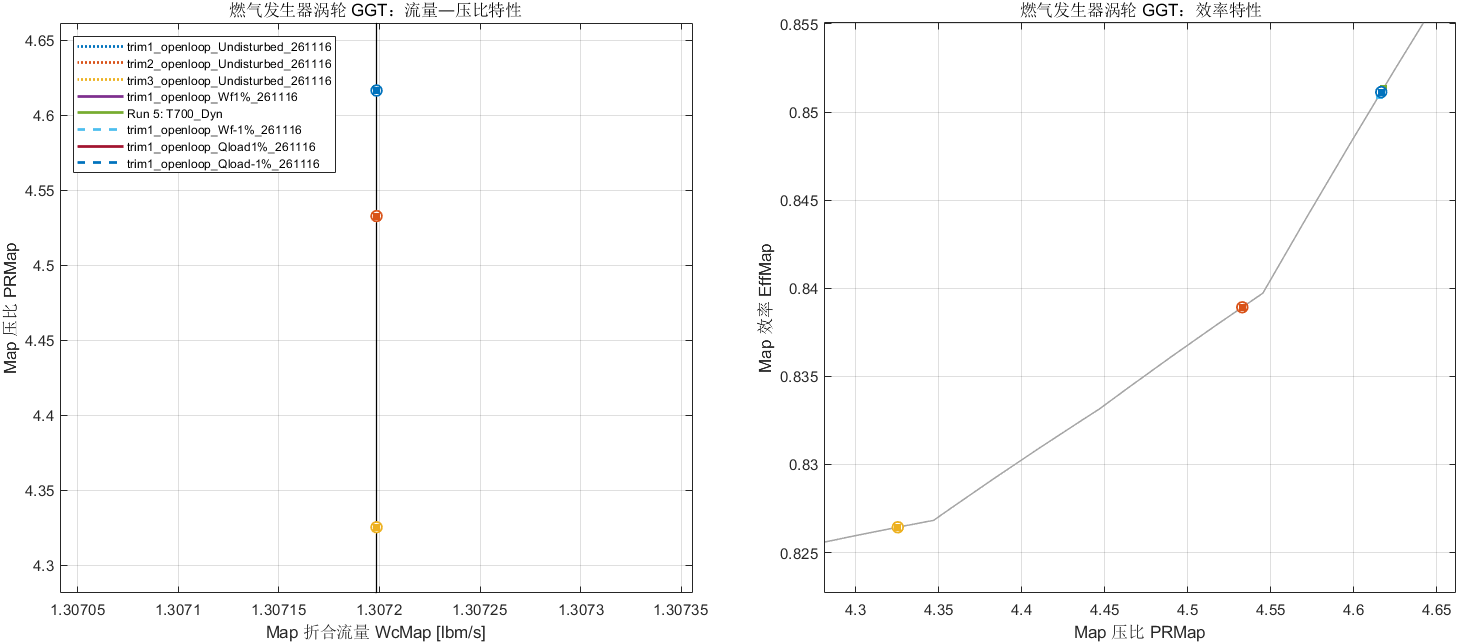 燃气发生器涡轮 GGT：流量—压比特性
4.65
4.6
4.55
4.5
4.45
4.4
4.35
4.3
Map 压比 PRMap
trim1_openloop_Undisturbed_261116
trim2_openloop_Undisturbed_261116
trim3_openloop_Undisturbed_261116
trim1_openloop_Wf1%_261116
Run 5: T700_Dyn
trim1_openloop_Wf-1%_261116
trim1_openloop_Qload1%_261116
trim1_openloop_Qload-1%_261116
1.30705 1.3071 1.30715 1.3072 1.30725 1.3073 1.30735
Map 折合流量 WcMap [lbm/s]
燃气发生器涡轮 GGT：效率特性
0.855
0.85
0.845
0.84
0.835
0.83
0.825
Map 效率 EffMap
4.3 4.35 4.4 4.45 4.5 4.55 4.6 4.65
Map 压比 PRMap